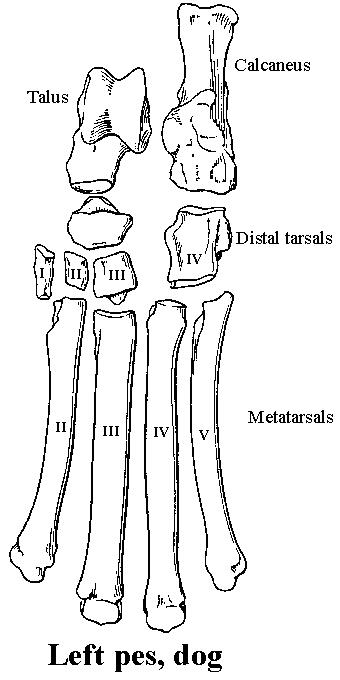 Calcaneus
Talus
Distal tarsals
IV
I
II
III
Metatarsals
II
III
IV
V
Left pes, dog